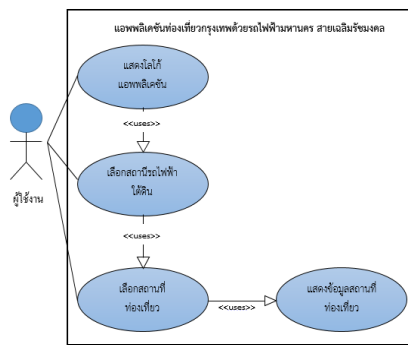 แอพพลิเคชันท่องเที่ยวกรุงเทพด้วยรถไฟฟ้ามหานคร สายเฉลิมรัชมงคล
แสดงโลโก้
แอพพลิเคชัน
<<uses>>
เลือกสถานีรถไฟฟ้า
ใต้ดิน
ผู้ใช้งาน
<<uses>>
เลือกสถานที่
ท่องเที่ยว
<<uses>>
แสดงข้อมูลสถานที่
ท่องเที่ยว